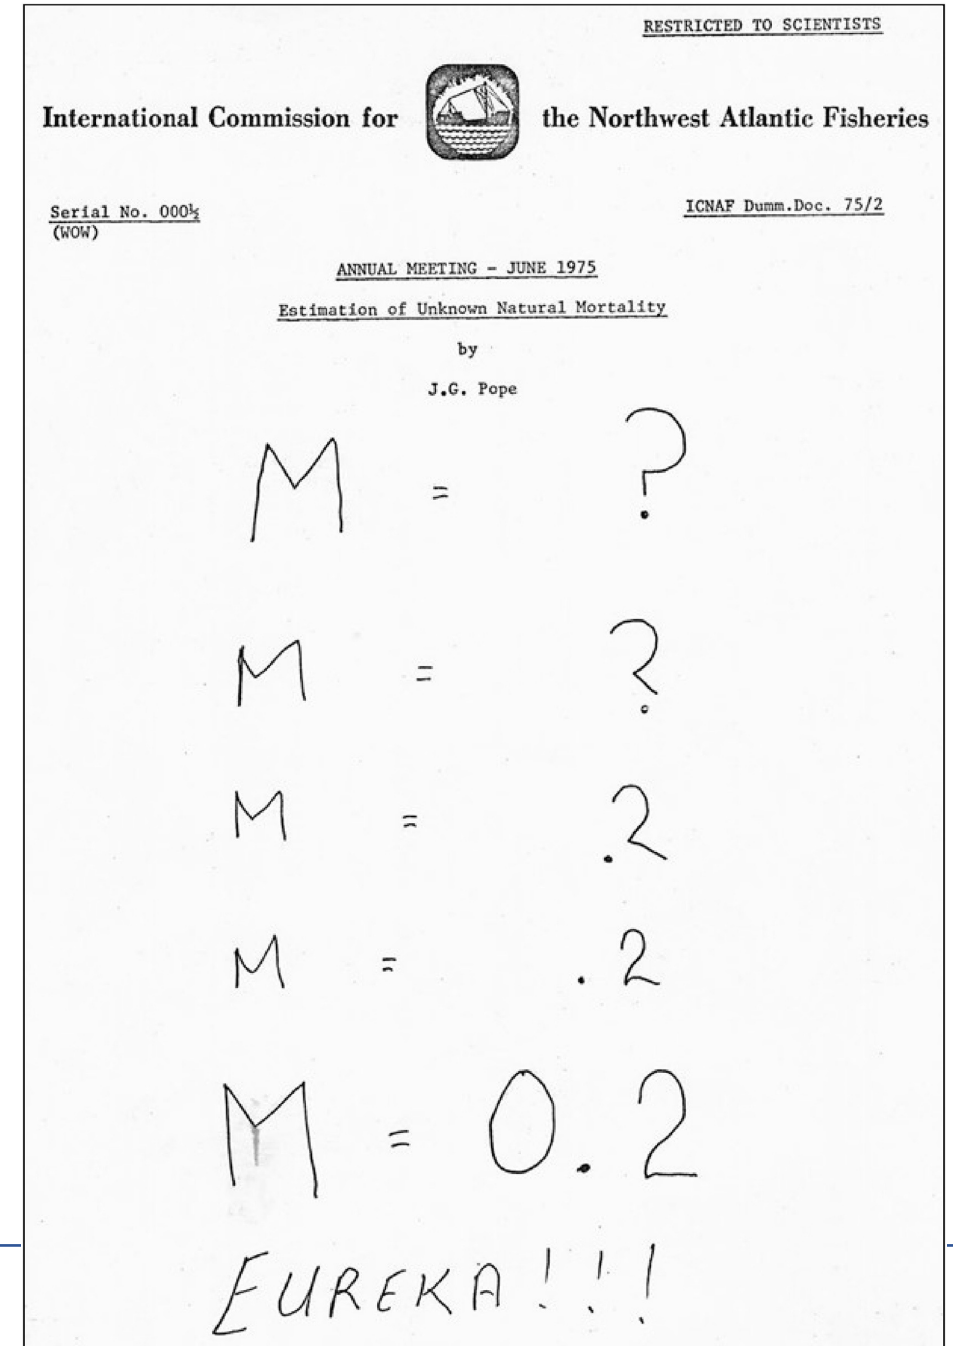 RESTRICTED TO SCIENTISTS
International Commission for the Northwest Atlantic Fisheries
Serial No. 000½
ICNAF Dumm.Doc. 75/2
(WOW)
ANNUAL MEETING - JUNE 1975
Estimation of Unknown Natural Mortality
by
J.G. Pope
M = ?
M = ?
M = .2
M = .2
M = 0.2
EUREKA!!!